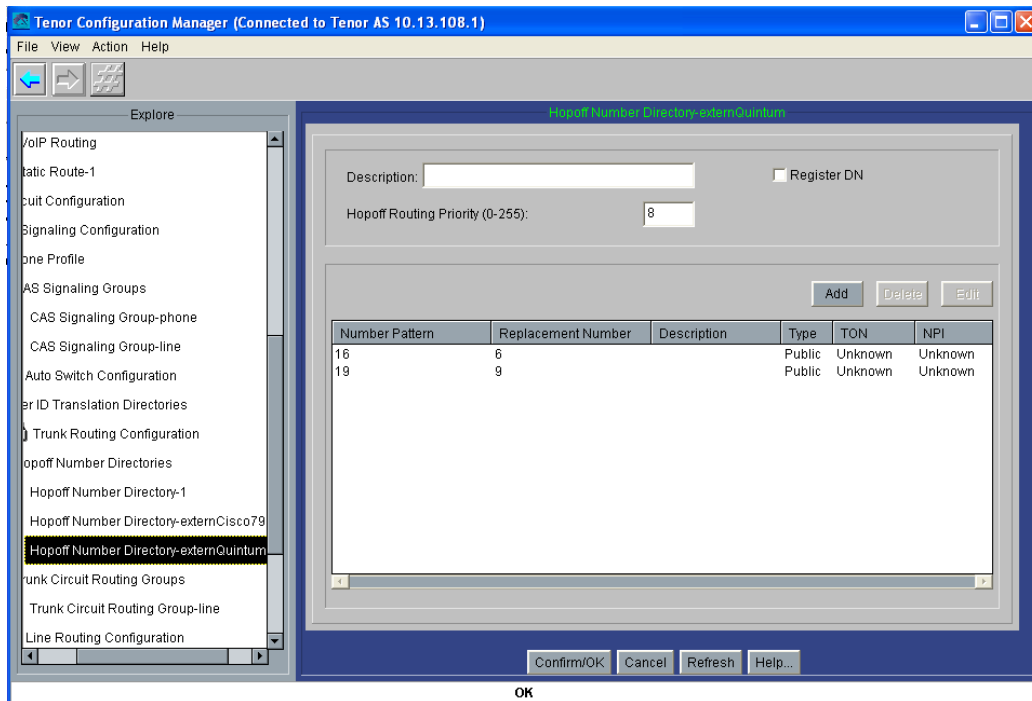 Tenor Configuration Manager (Connected to Tenor AS 10.13.108.1)
File View Action Help
Explore
VoIP Routing
tatic Route-1
cuit Configuration
Signaling Configuration
one Profile
AS Signaling Groups
CAS Signaling Group-phone
CAS Signaling Group-line
Auto Switch Configuration
er ID Translation Directories
Trunk Routing Configuration
opoff Number Directories
Hopoff Number Directory-1
Hopoff Number Directory-externCisco79
Hopoff Number Directory-externQuintum
runk Circuit Routing Groups
Trunk Circuit Routing Group-line
Line Routing Configuration
Hopoff Number Directory-externQuintum
Description: Register DN
Hopoff Routing Priority (0-255): 8
Add Delete Edit
Number Pattern Replacement Number Description Type TON NPI
16 6 Public Unknown Unknown
19 9 Public Unknown Unknown
Confirm/OK Cancel Refresh Help...
OK